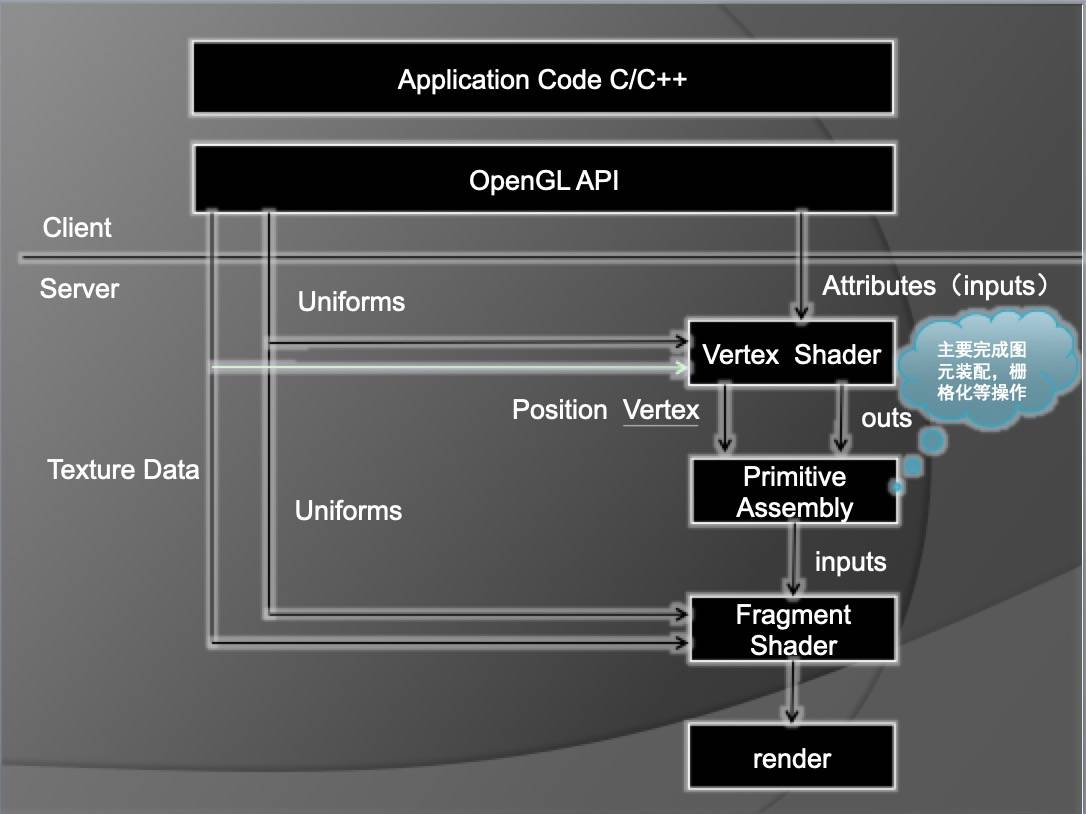 Application Code C/C++
OpenGL API
Client
Server
Uniforms
Attributes（inputs）
Vertex  Shader
主要完成图
元装配，栅
格化等操作
Position  Vertex
outs
Texture Data
Primitive
Assembly
Uniforms
inputs
Fragment
Shader
render